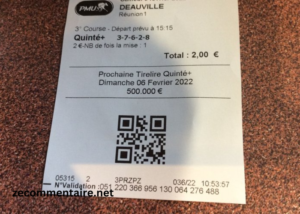 PMU
DEAUVILLE
Réunion 1
3° Course - Départ prévu à 15:15
Quinté+ 3-7-6-2-8
2 €-NB de fois la mise : 1
Total : 2,00 €
Prochaine Tirelire Quinté+
Dimanche 06 Fevrier 2022
500.000 €
05315 2 3PRZPZ 036/22 10:53:57
N°Validation :051 220 366 956 130 064 276 488
zecommentaire.net